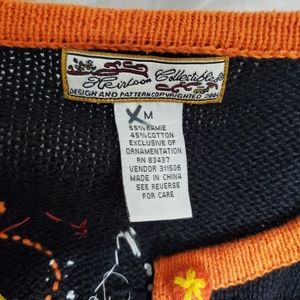 Heirloom Collectibles
DESIGN AND PATTERN COPYRIGHTED
M
55% RAMIE
45% COTTON
EXCLUSIVE OF
ORNAMENTATION
RN 83437
VENDOR 311506
MADE IN CHINA
SEE REVERSE
FOR CARE